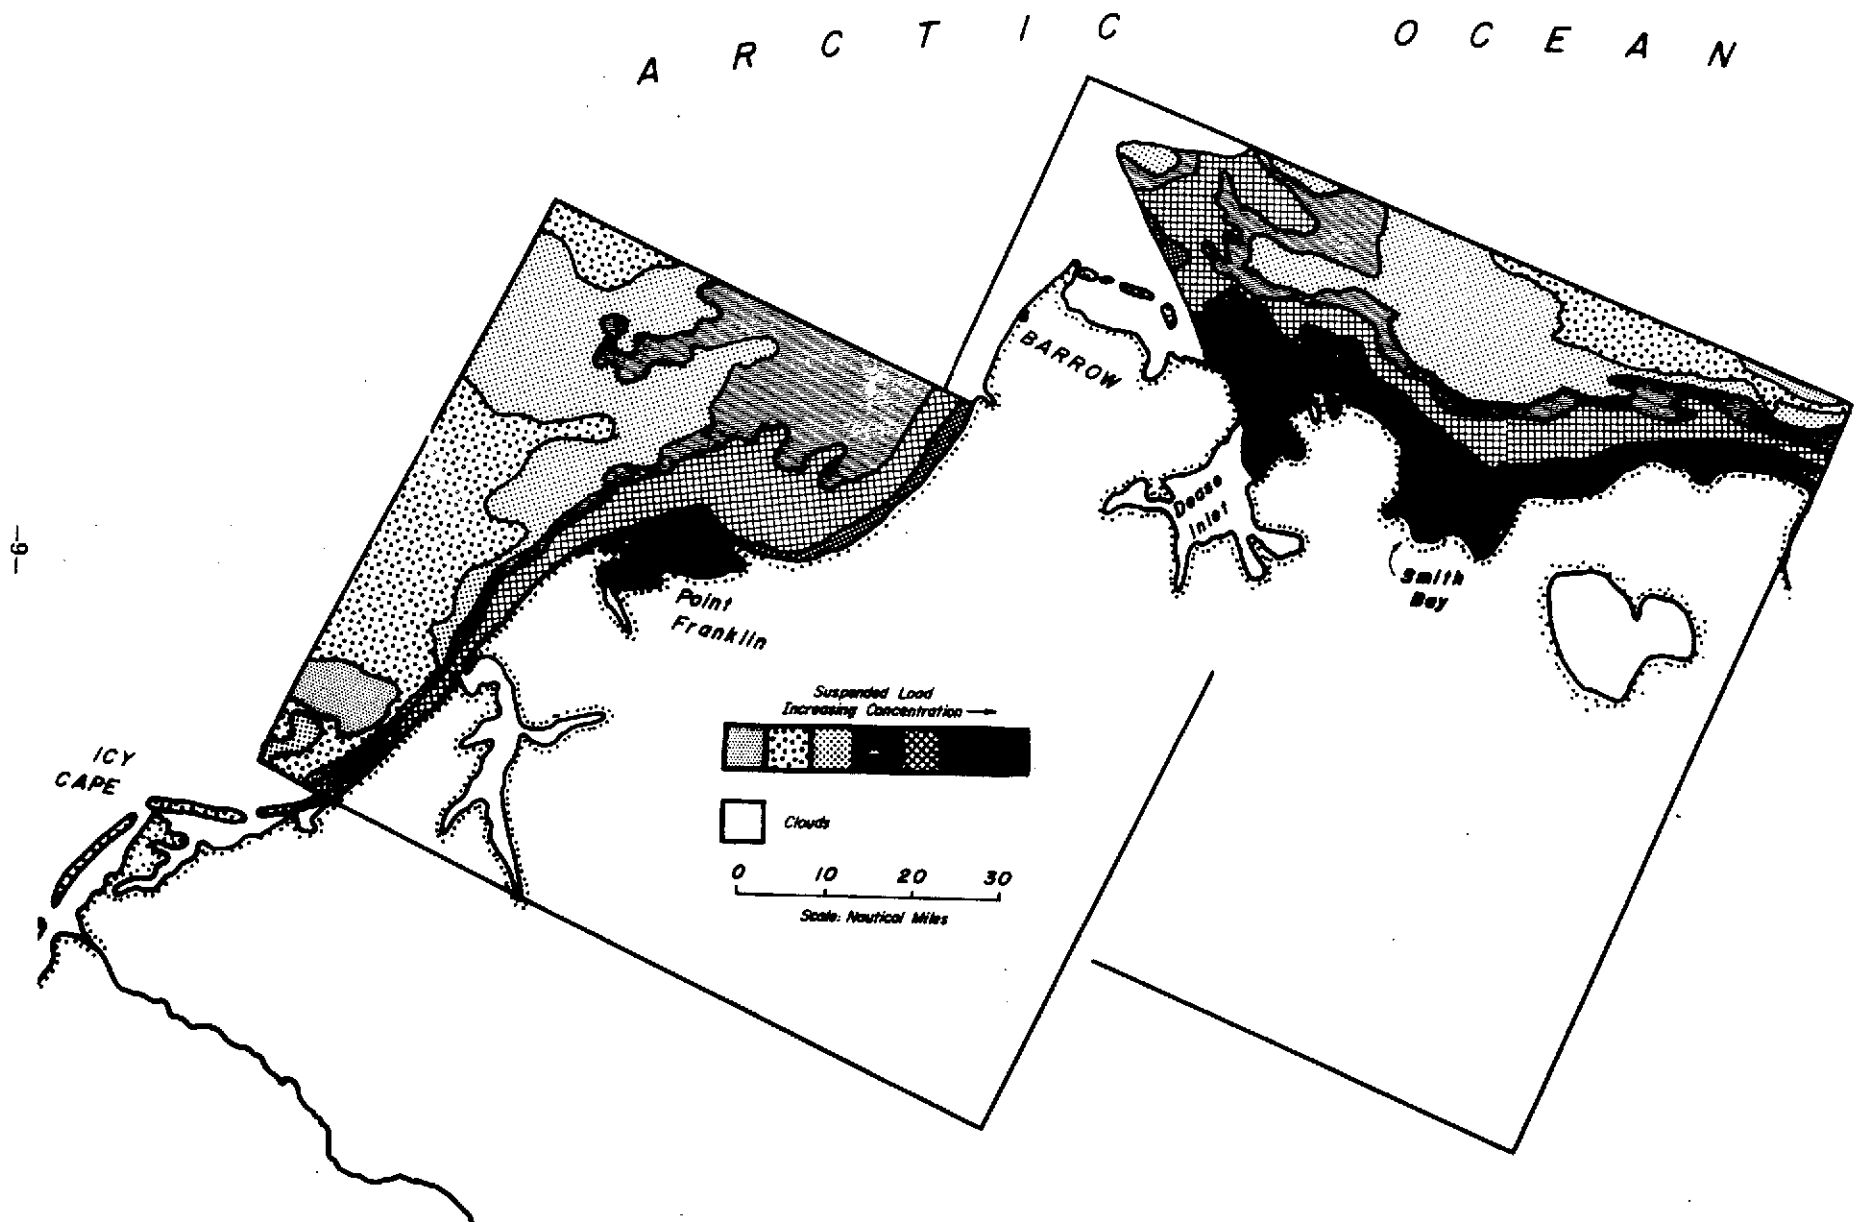 ARCTIC OCEAN
BARROW
Dease
Inlet
-9-
Smith
Bay
Point
Franklin
Suspended Load
Increasing Concentration
ICY
CAPE
Clouds
0 10 20 30
Scale: Nautical Miles